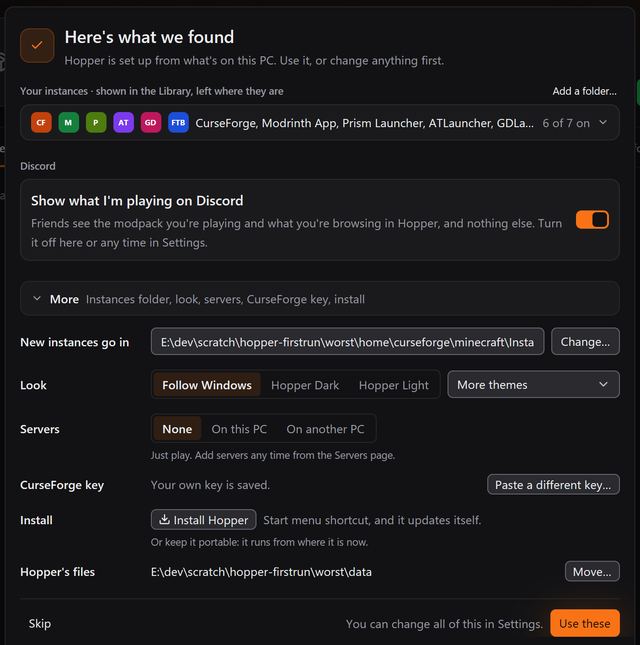 Here's what we found
Hopper is set up from what's on this PC. Use it, or change anything first.
Your instances · shown in the Library, left where they are
Add a folder...
CF M P AT GD FTB CurseForge, Modrinth App, Prism Launcher, ATLauncher, GDLa... 6 of 7 on
Discord
Show what I'm playing on Discord
Friends see the modpack you're playing and what you're browsing in Hopper, and nothing else. Turn
it off here or any time in Settings.
More Instances folder, look, servers, CurseForge key, install
New instances go in E:\dev\scratch\hopper-firstrun\worst\home\curseforge\minecraft\Insta Change...
Look Follow Windows Hopper Dark Hopper Light More themes
Servers None On this PC On another PC
Just play. Add servers any time from the Servers page.
CurseForge key Your own key is saved. Paste a different key...
Install Install Hopper Start menu shortcut, and it updates itself.
Or keep it portable: it runs from where it is now.
Hopper's files E:\dev\scratch\hopper-firstrun\worst\data Move...
Skip You can change all of this in Settings. Use these